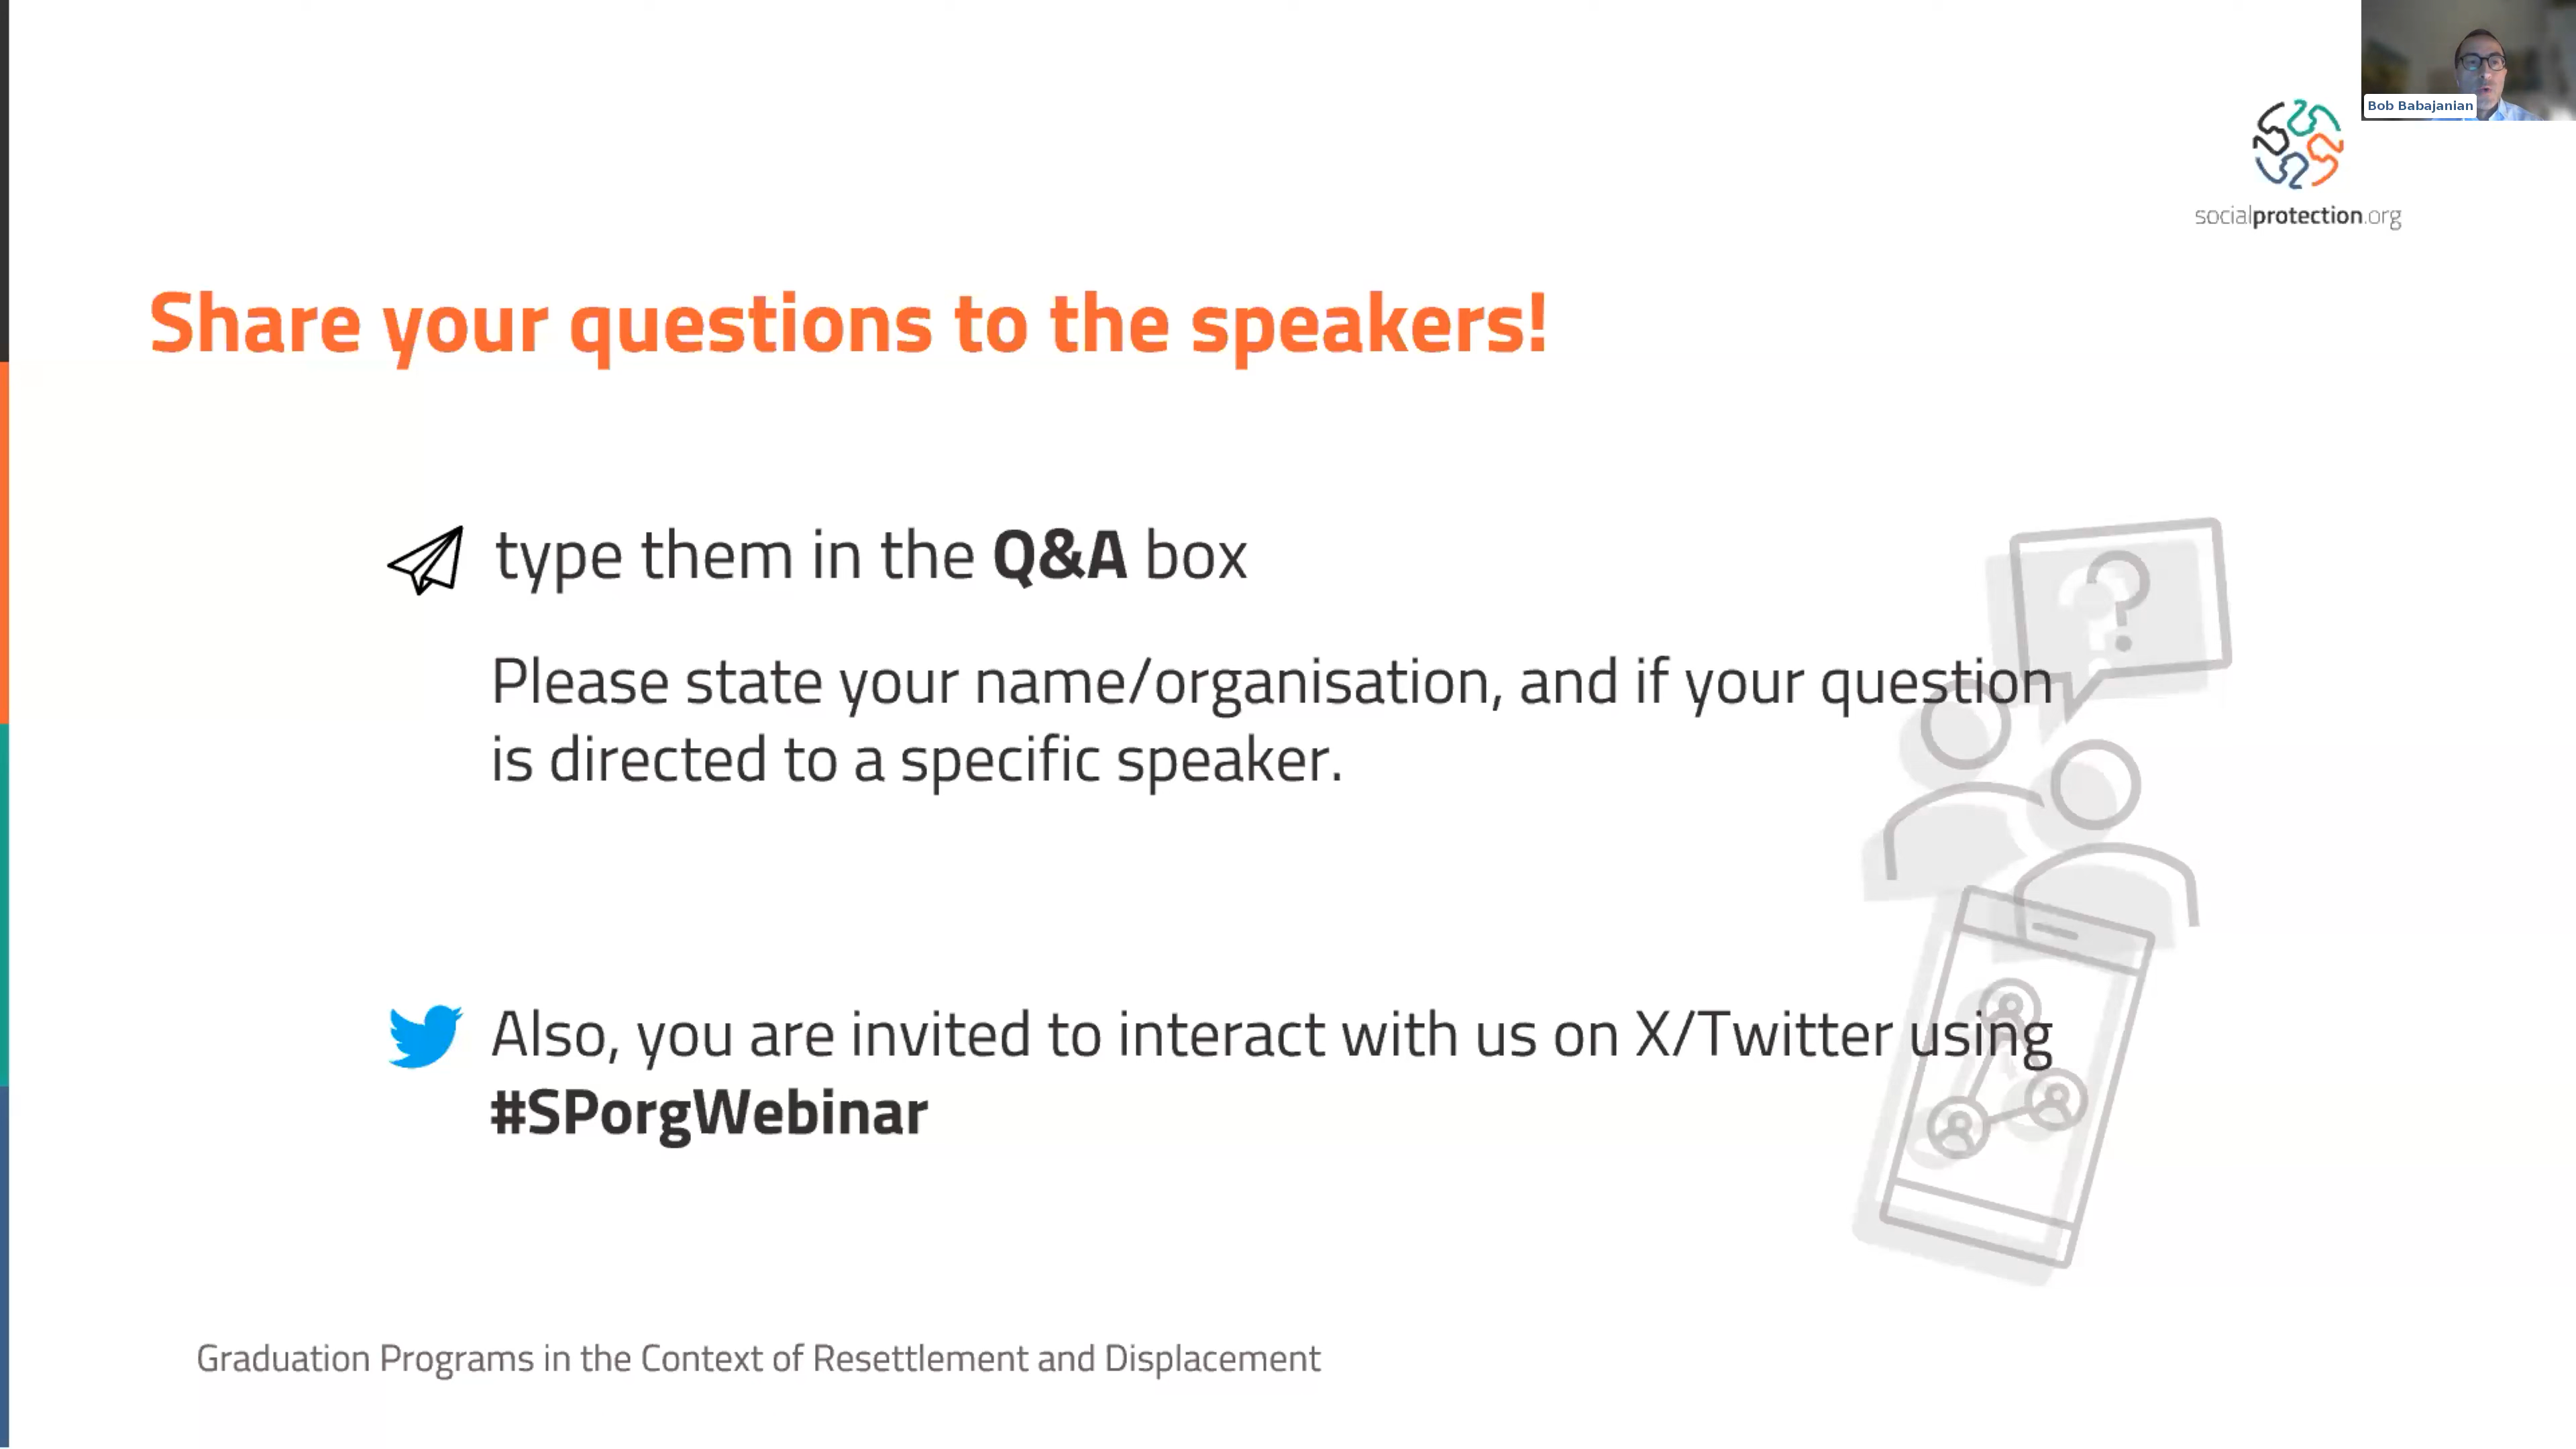 Bob Babajanian
socialprotection.org
Share your questions to the speakers!
type them in the Q&A box
Please state your name/organisation, and if your question
is directed to a specific speaker.
Also, you are invited to interact with us on X/Twitter using
#SPorgWebinar
Graduation Programs in the Context of Resettlement and Displacement